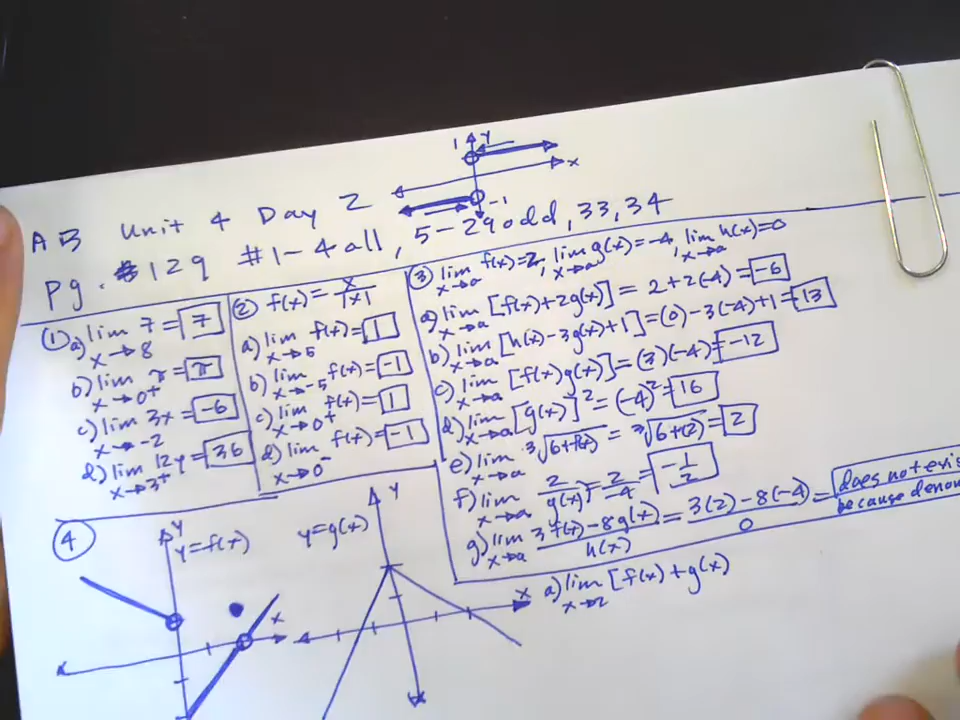 1 y
x
-1
AB Unit 4 Day 2
Pg. 129 #1-4 all, 5-29 odd, 33, 34
① a) lim 7 = 7
x→8
b) lim π = π
x→0⁺
c) lim 3x = -6
x→-2
d) lim 12y = 36
x→3⁺
② f(x) = x/|x|
a) lim f(x) = 1
x→5
b) lim f(x) = -1
x→-5
c) lim f(x) = 1
x→0⁺
d) lim f(x) = -1
x→0⁻
③ lim f(x) = 2, lim g(x) = -4, lim h(x) = 0
x→a x→a x→a
a) lim [f(x)+2g(x)] = 2+2(-4) = -6
x→a
b) lim [h(x)-3g(x)+1] = (0)-3(-4)+1 = 13
x→a
c) lim [f(x)g(x)] = (3)(-4) = -12
x→a
d) lim [g(x)]² = (-4)² = 16
x→a
e) lim ³√6+f(x) = ³√6+(2) = 2
x→a
f) lim 2/g(x) = 2/-4 = -1/2
x→a
g) lim 3f(x)-8g(x)/h(x) = 3(2)-8(-4)/0 = does not exis
x→a because denom
④
y
y=f(x)
x
y=g(x)
y
x
a) lim [f(x)+g(x)
x→2